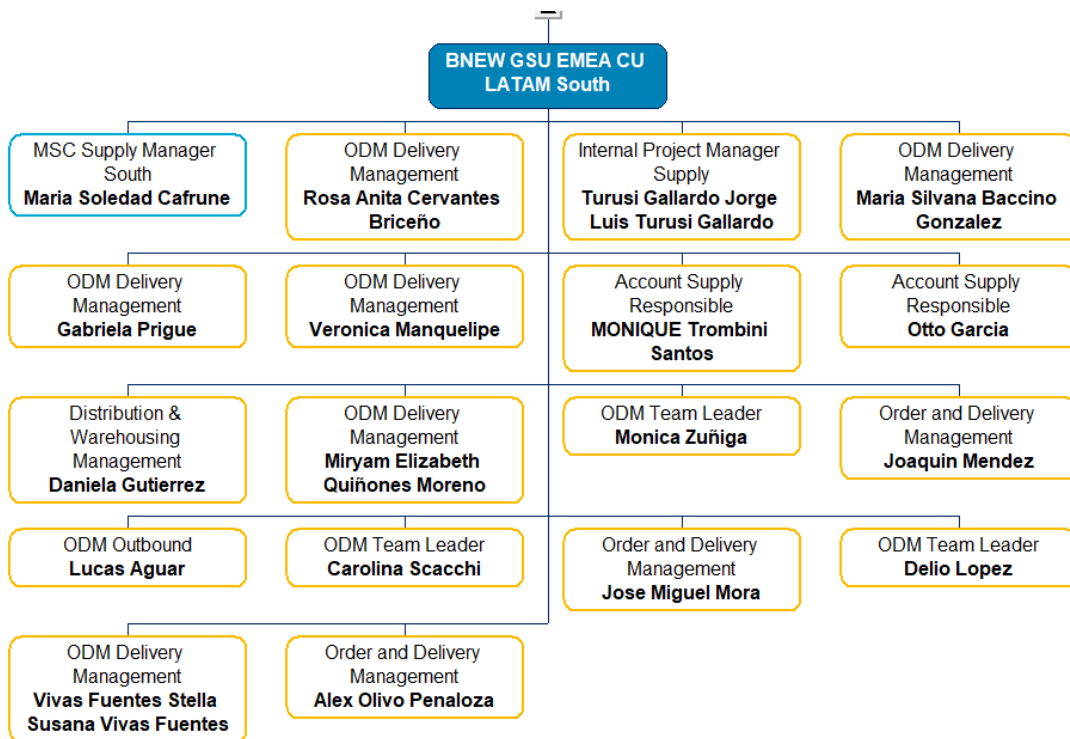 BNEW GSU EMEA CU
LATAM South
MSC Supply Manager
South
Maria Soledad Cafrune
ODM Delivery
Management
Rosa Anita Cervantes
Briceño
Internal Project Manager
Supply
Turusi Gallardo Jorge
Luis Turusi Gallardo
ODM Delivery
Management
Maria Silvana Baccino
Gonzalez
ODM Delivery
Management
Gabriela Prigue
ODM Delivery
Management
Veronica Manquelipe
Account Supply
Responsible
MONIQUE Trombini
Santos
Account Supply
Responsible
Otto Garcia
Distribution &
Warehousing
Management
Daniela Gutierrez
ODM Delivery
Management
Miryam Elizabeth
Quiñones Moreno
ODM Team Leader
Monica Zuñiga
Order and Delivery
Management
Joaquin Mendez
ODM Outbound
Lucas Aguar
ODM Team Leader
Carolina Scacchi
Order and Delivery
Management
Jose Miguel Mora
ODM Team Leader
Delio Lopez
ODM Delivery
Management
Vivas Fuentes Stella
Susana Vivas Fuentes
Order and Delivery
Management
Alex Olivo Penaloza